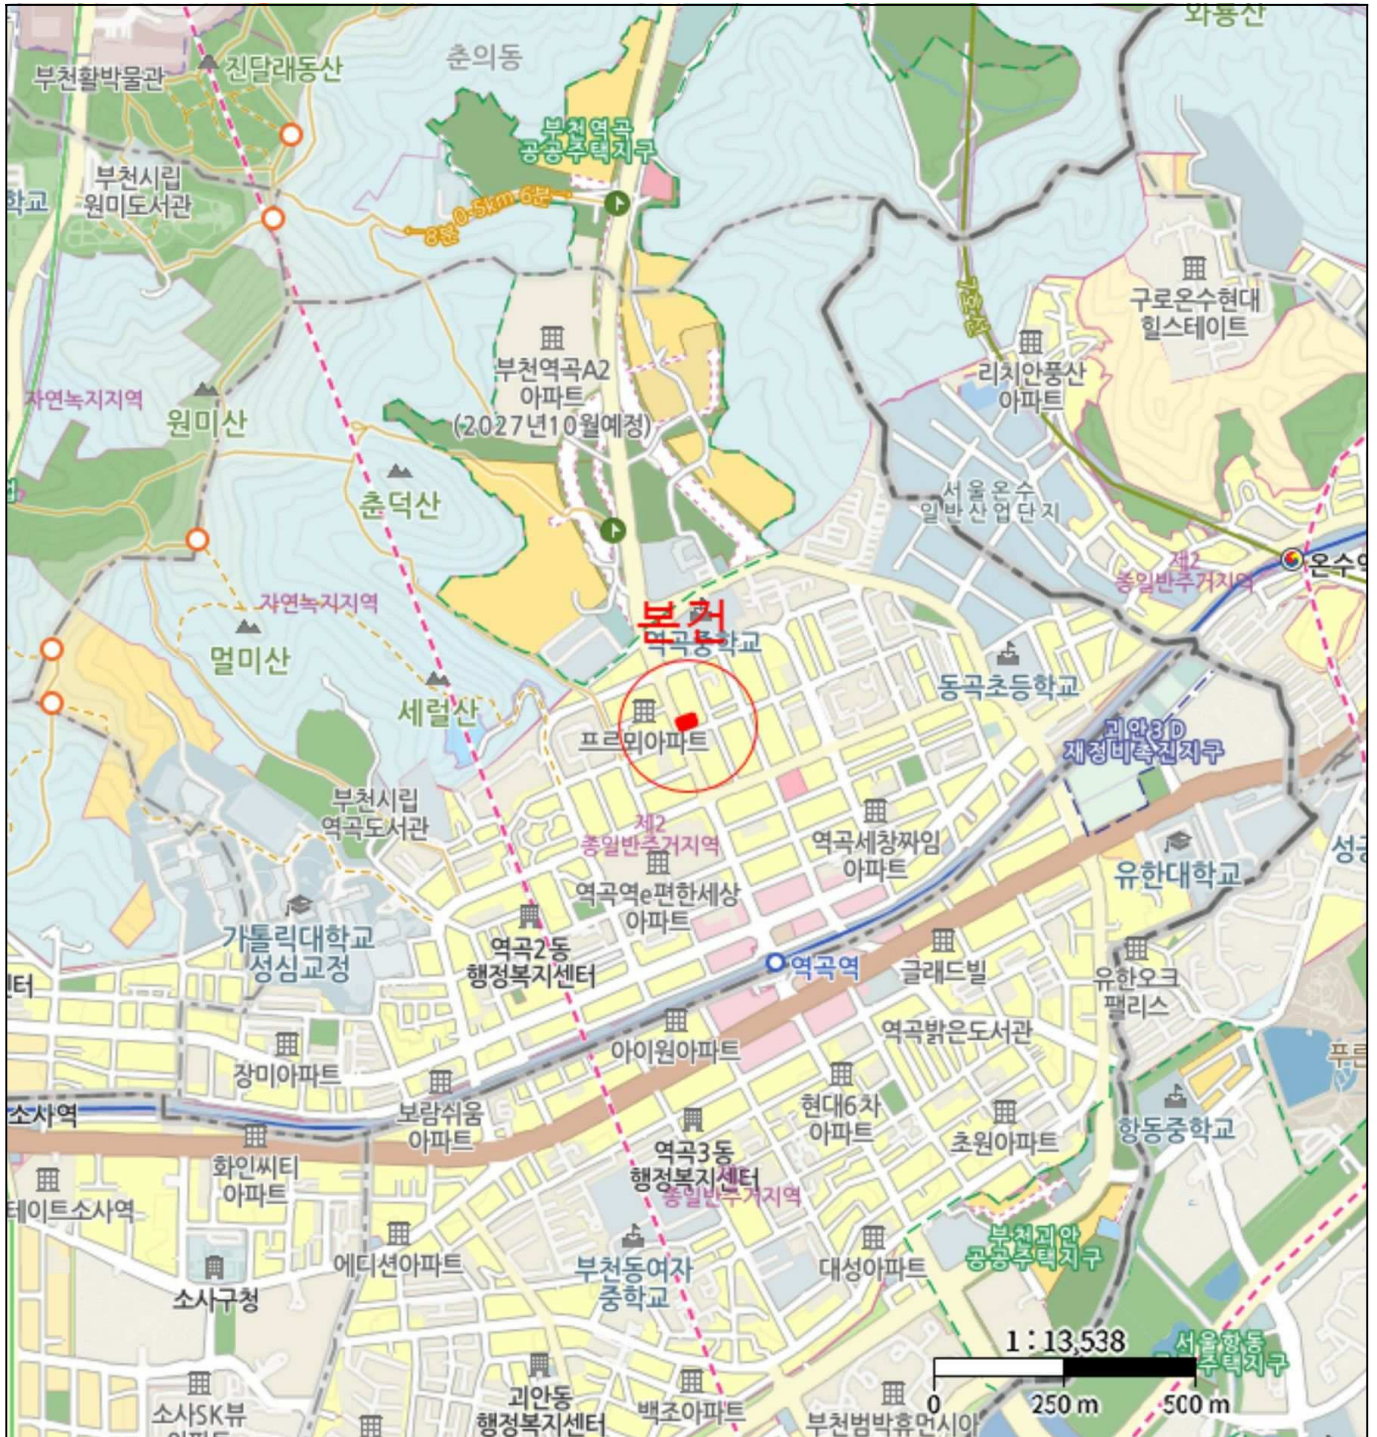 와룡산
춘의동
진달래동산
부천활박물관
부천역곡
공공주택지구
부천시립
원미도서관
학교
0.5km 6분
8분
구로온수현대
힐스테이트
부천역곡A2
아파트
(2027년10월예정)
리치안풍산
아파트
자연녹지지역
원미산
춘덕산
서울온수
일반산업단지
제2
종일반주거지역
온수역
자연녹지지역
본건
역곡중학교
멀미산
동곡초등학교
세럴산
프르뫼아파트
괴안3D
재정비촉진지구
부천시립
역곡도서관
제2
종일반주거지역
역곡세창짜임
아파트
유한대학교
성공
역곡역e편한세상
아파트
가톨릭대학교
성심교정
역곡2동
행정복지센터
역곡역
글래드빌
유한오크
팰리스
센터
역곡밝은도서관
아이원아파트
장미아파트
푸른
현대6차
아파트
보람쉬움
아파트
소사역
초원아파트
항동중학교
역곡3동
행정복지센터
종일반주거지역
화인씨티
아파트
테이트소사역
에디션아파트
부천동여자
중학교
대성아파트
부천괴안
공공주택지구
소사구청
1:13,538
서울항동
주택지구
0 250 m 500 m
소사SK뷰
아파트
괴안동
행정복지센터
백조아파트
부천범박휴먼시아